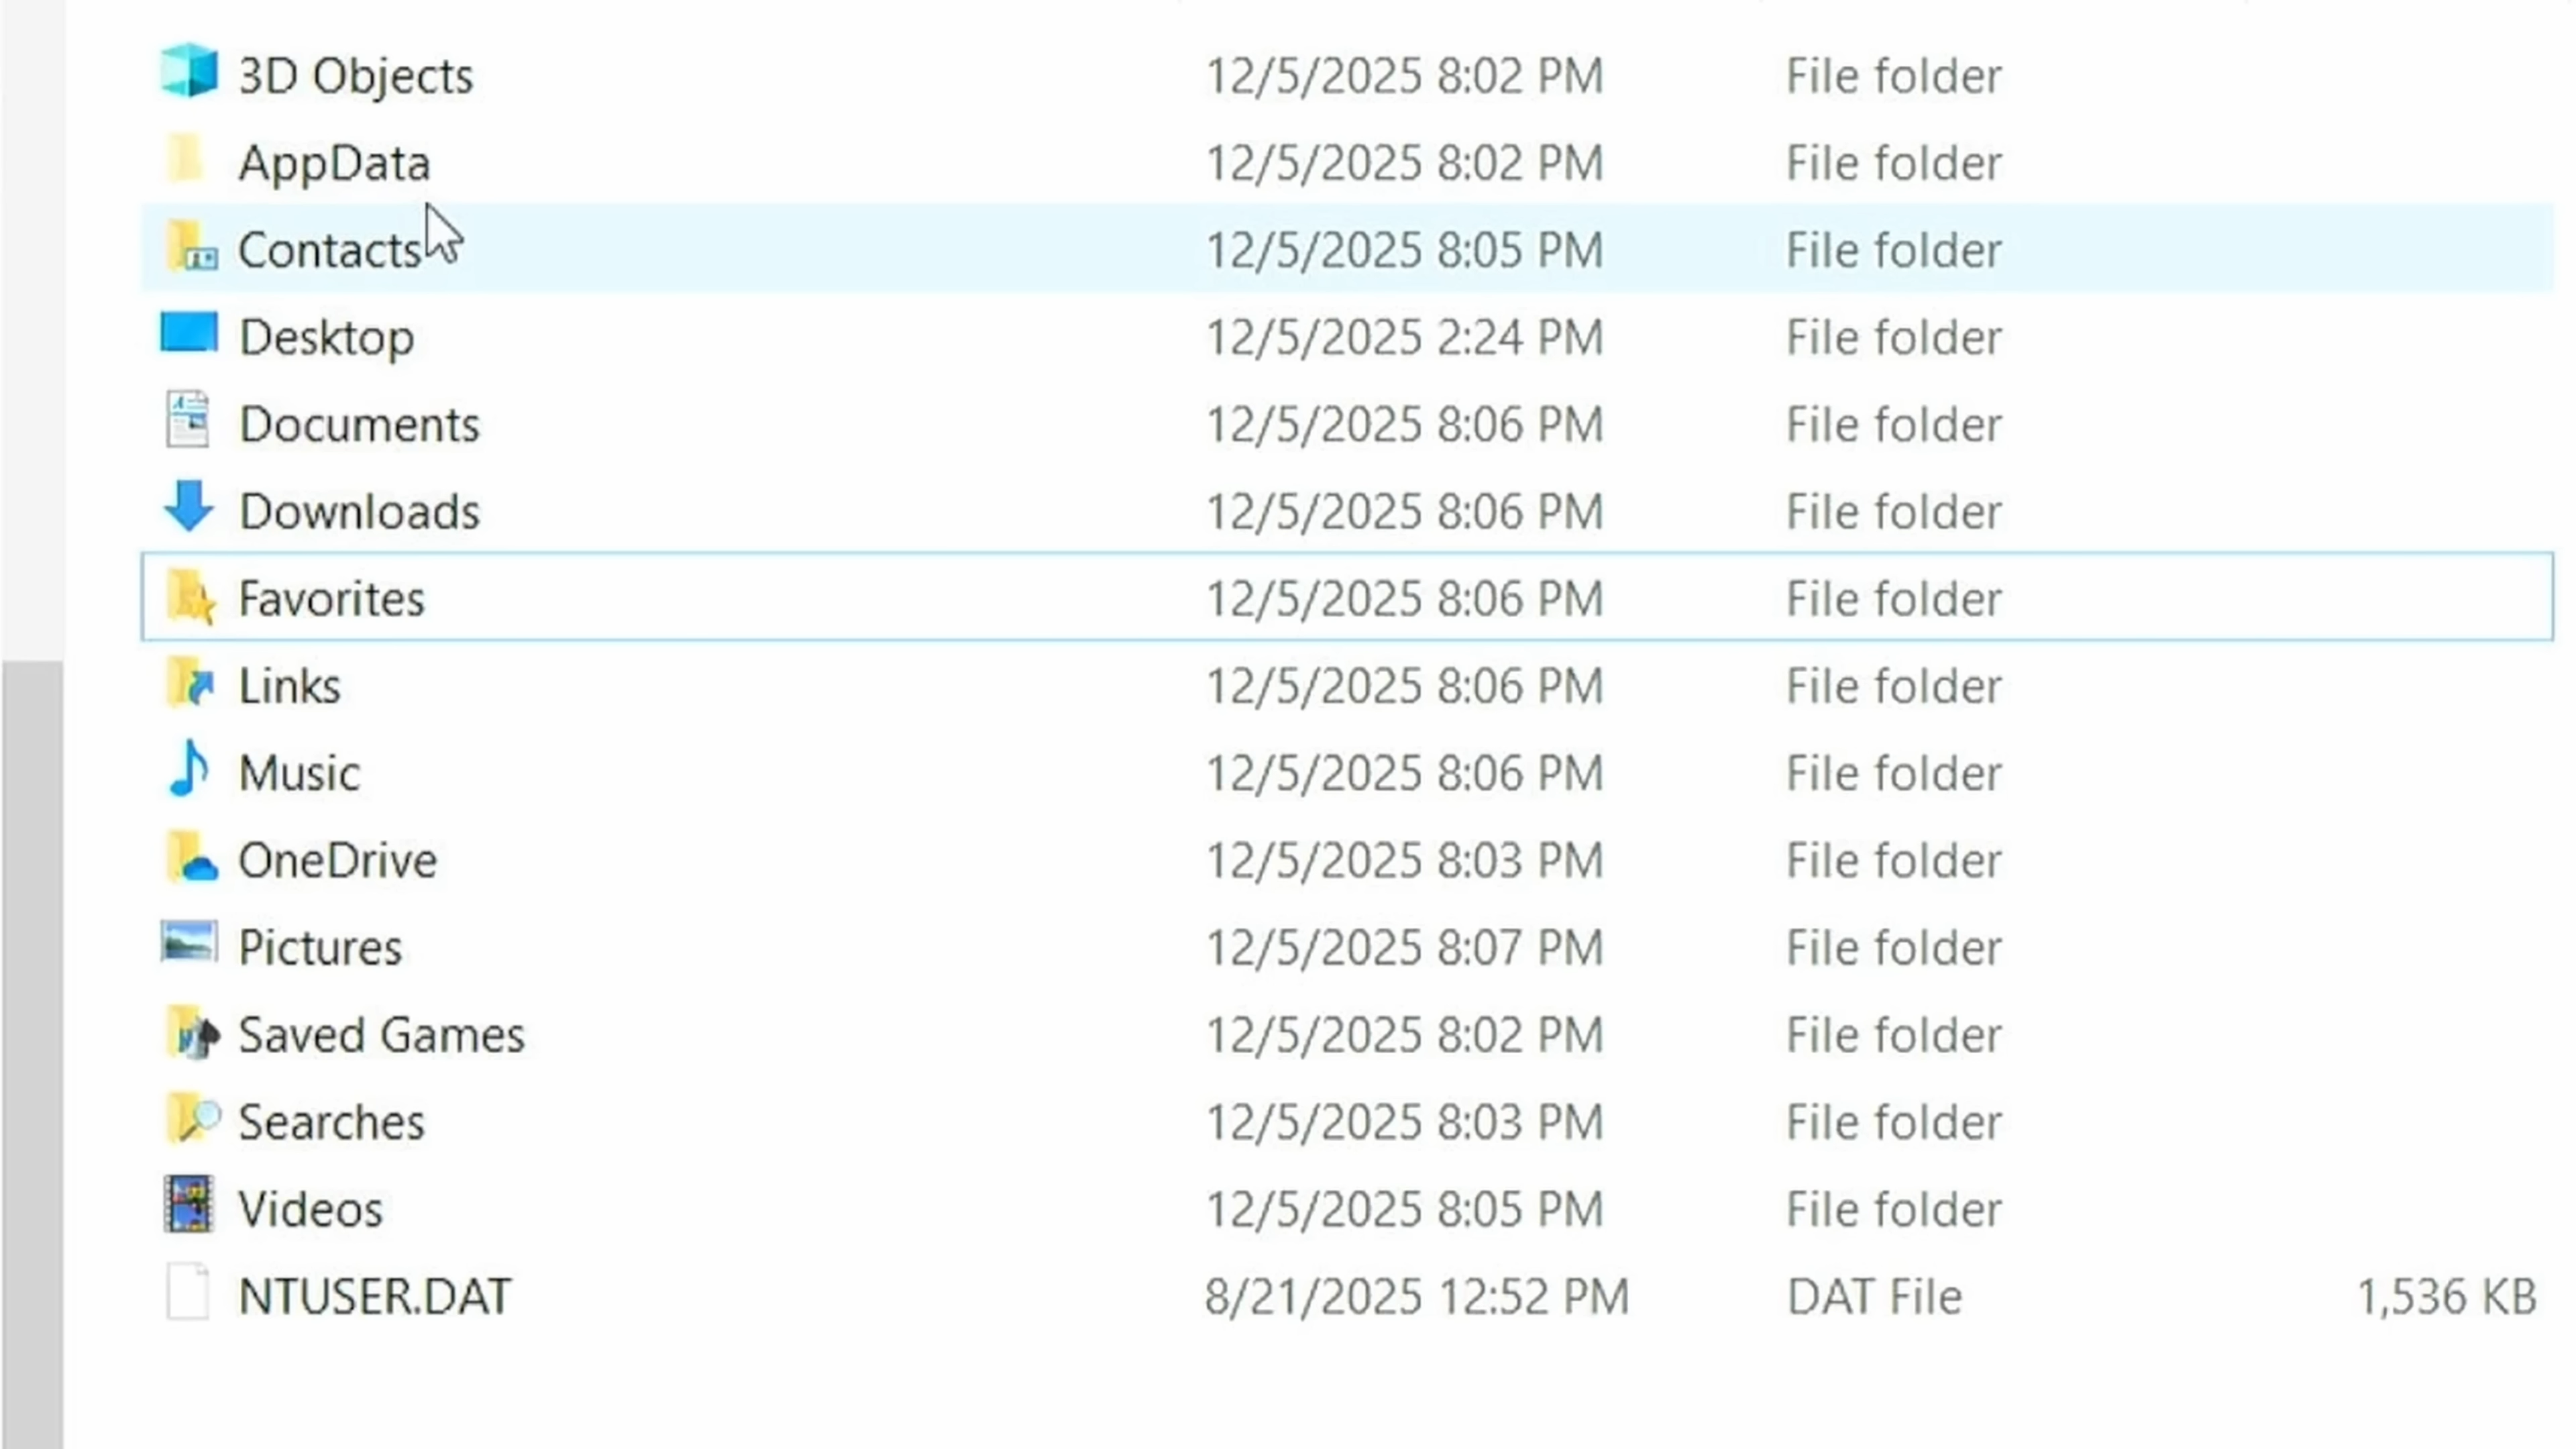 3D Objects 12/5/2025 8:02 PM File folder
AppData 12/5/2025 8:02 PM File folder
Contacts 12/5/2025 8:05 PM File folder
Desktop 12/5/2025 2:24 PM File folder
Documents 12/5/2025 8:06 PM File folder
Downloads 12/5/2025 8:06 PM File folder
Favorites 12/5/2025 8:06 PM File folder
Links 12/5/2025 8:06 PM File folder
Music 12/5/2025 8:06 PM File folder
OneDrive 12/5/2025 8:03 PM File folder
Pictures 12/5/2025 8:07 PM File folder
Saved Games 12/5/2025 8:02 PM File folder
Searches 12/5/2025 8:03 PM File folder
Videos 12/5/2025 8:05 PM File folder
NTUSER.DAT 8/21/2025 12:52 PM DAT File 1,536 KB